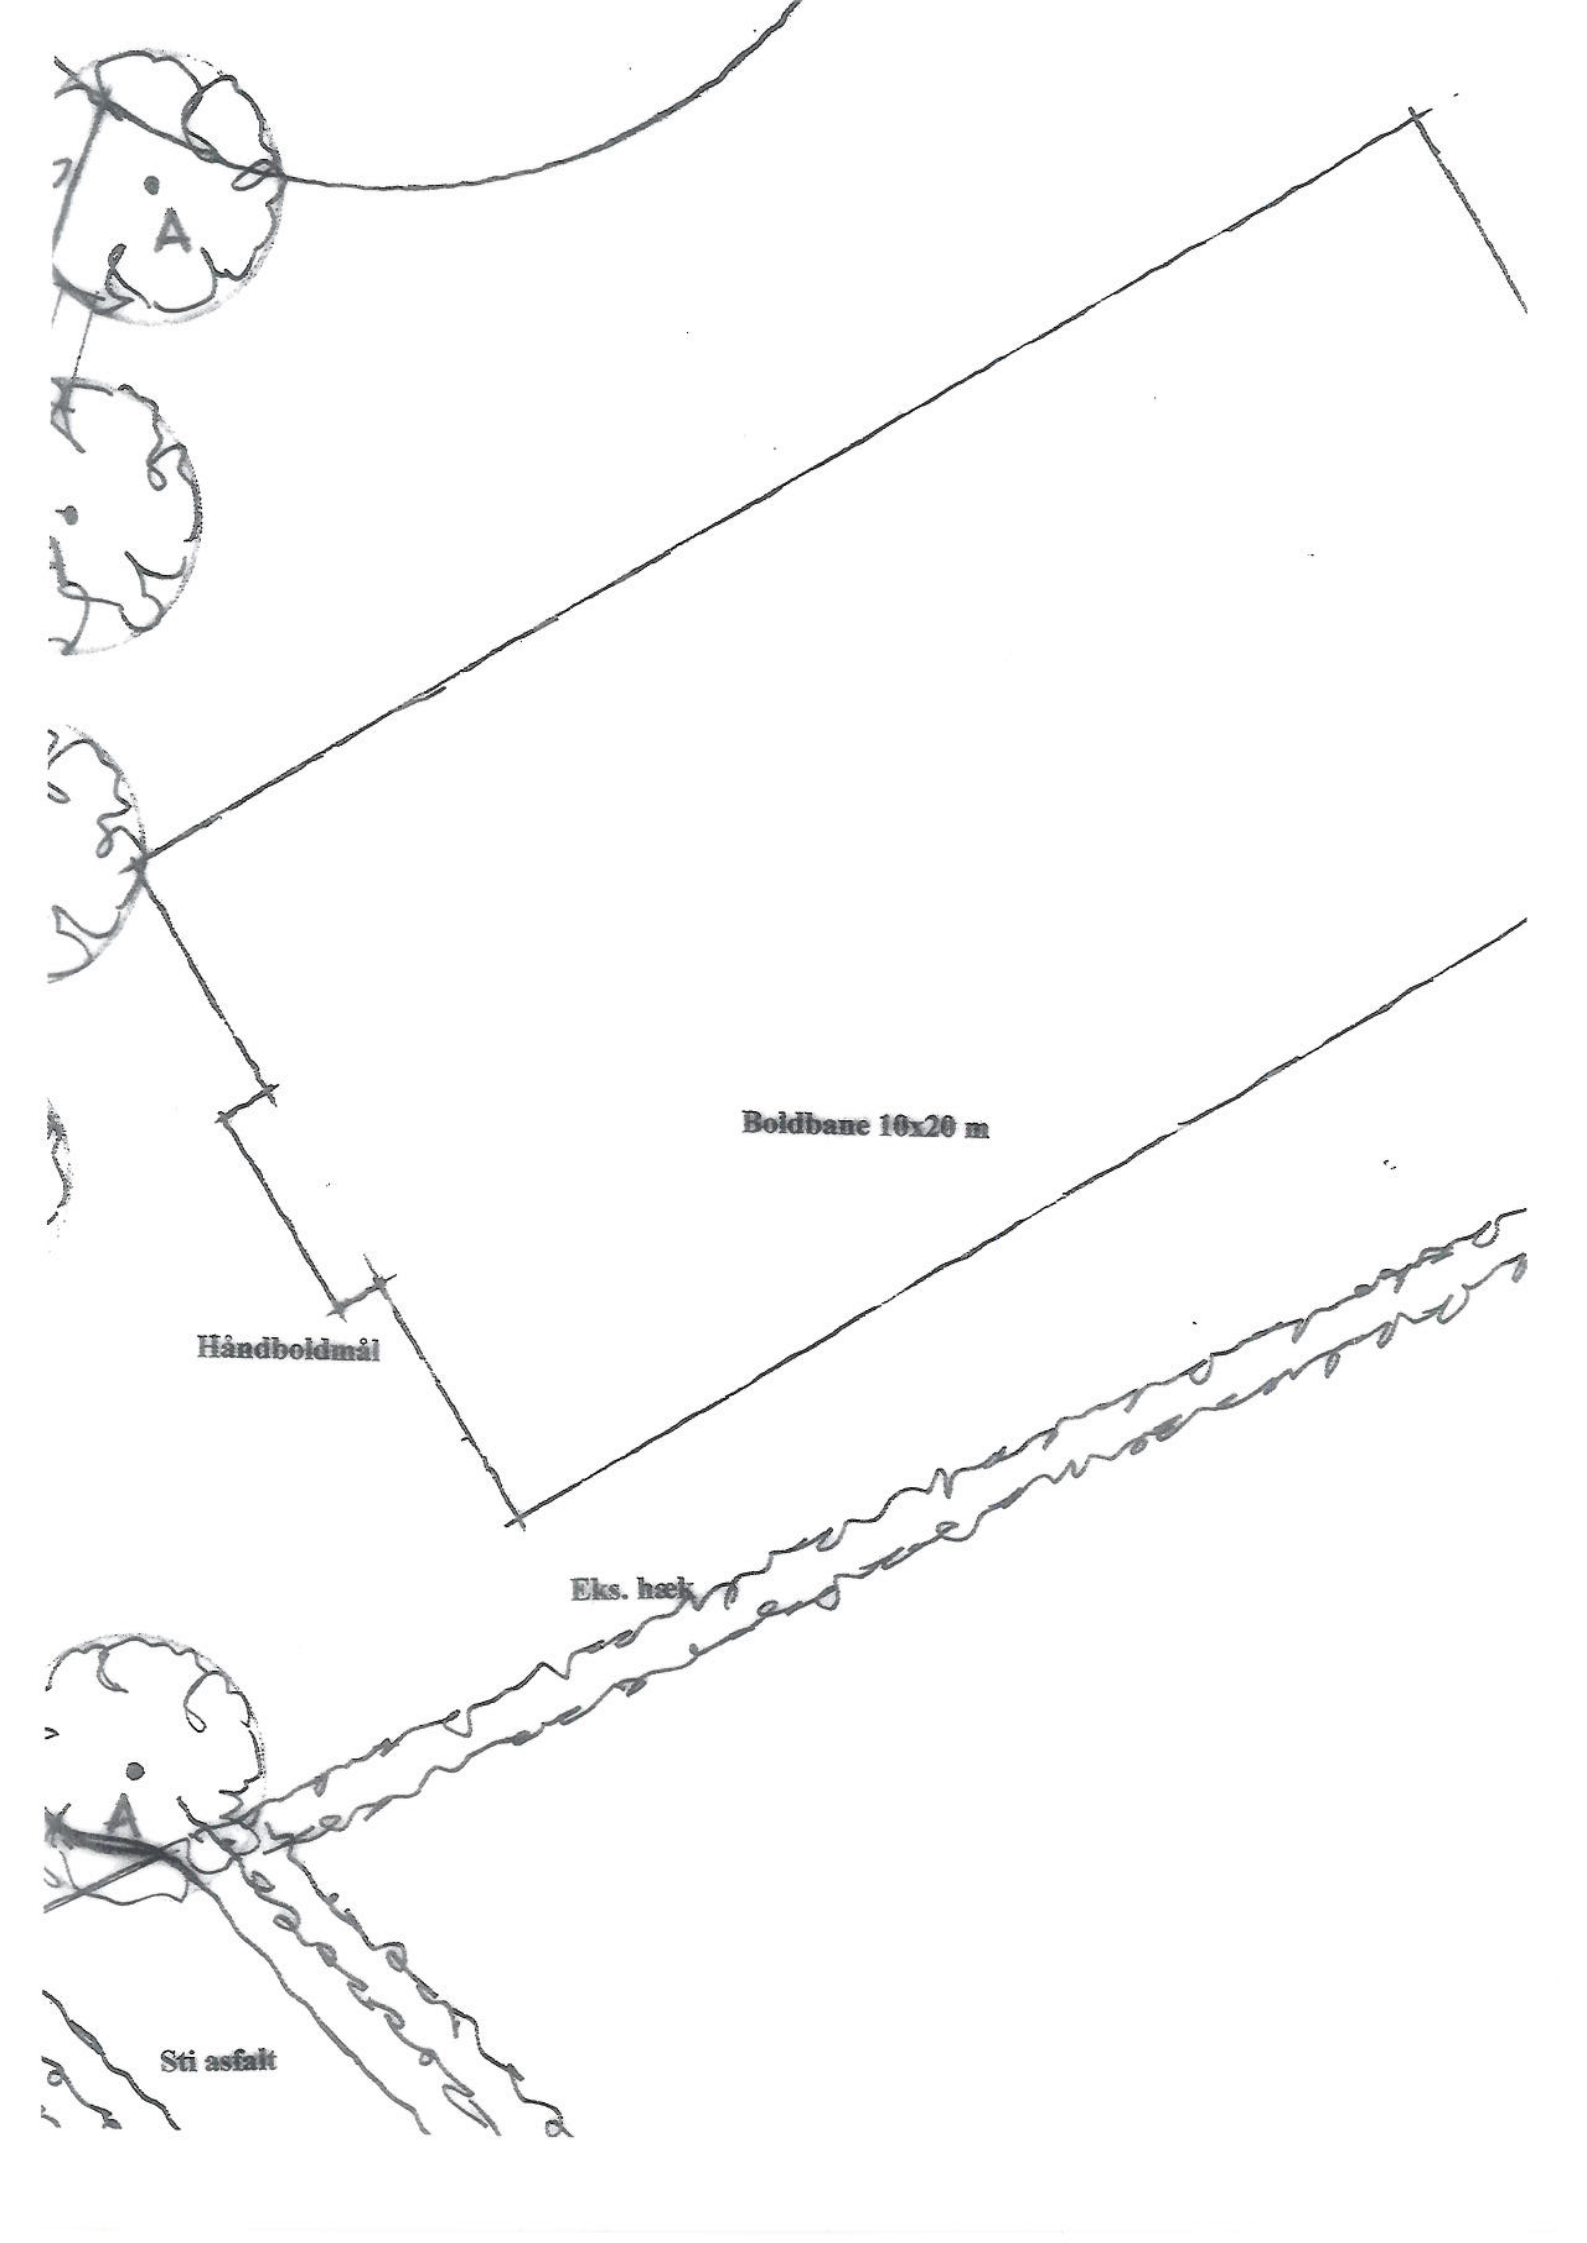 A
Boldbane 10x20 m
Håndboldmål
Eks. hæk
A
Sti asfalt